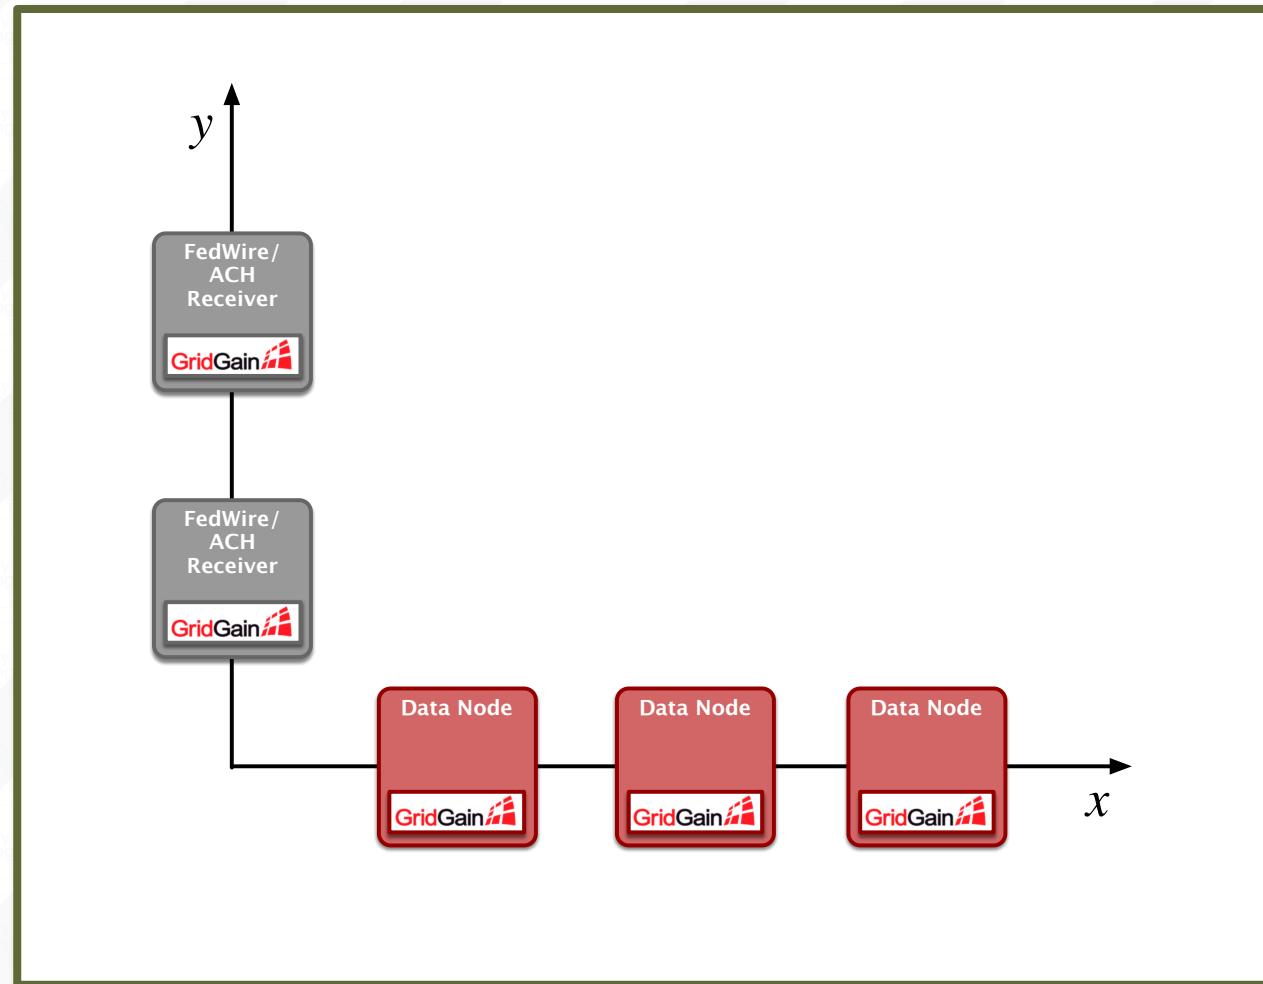 y
FedWire/
ACH
Receiver
GridGain
FedWire/
ACH
Receiver
GridGain
Data Node
Data Node
Data Node
GridGain
GridGain
GridGain
x